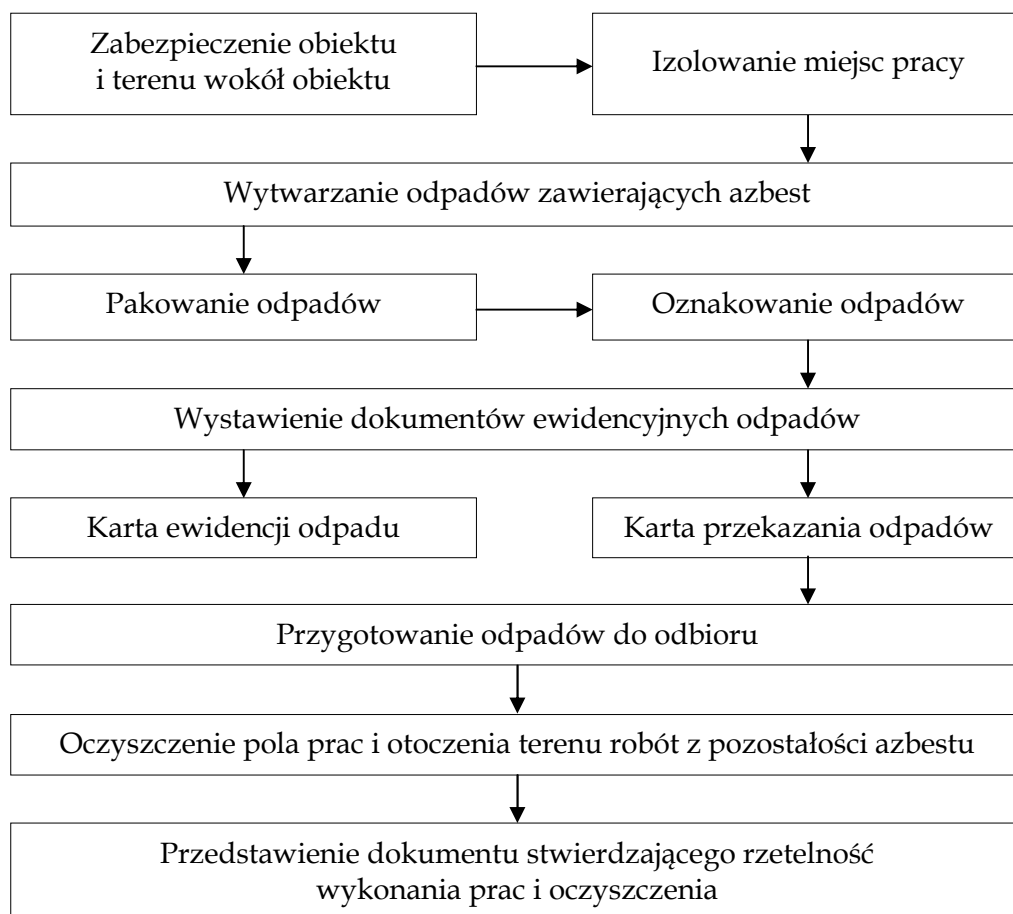 Zabezpieczenie obiektu
i terenu wokół obiektu
Izolowanie miejsc pracy
Wytwarzanie odpadów zawierających azbest
Pakowanie odpadów
Oznakowanie odpadów
Wystawienie dokumentów ewidencyjnych odpadów
Karta ewidencji odpadu
Karta przekazania odpadów
Przygotowanie odpadów do odbioru
Oczyszczenie pola prac i otoczenia terenu robót z pozostałości azbestu
Przedstawienie dokumentu stwierdzającego rzetelność
wykonania prac i oczyszczenia